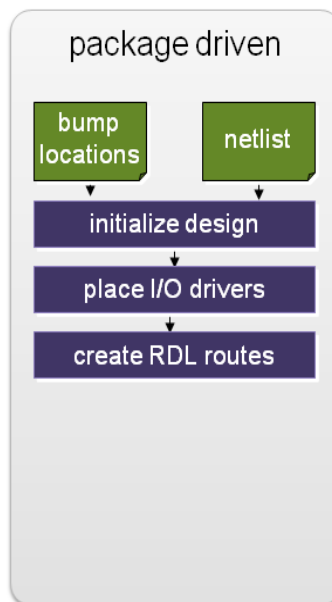 package driven
bump
locations
netlist
initialize design
place I/O drivers
create RDL routes